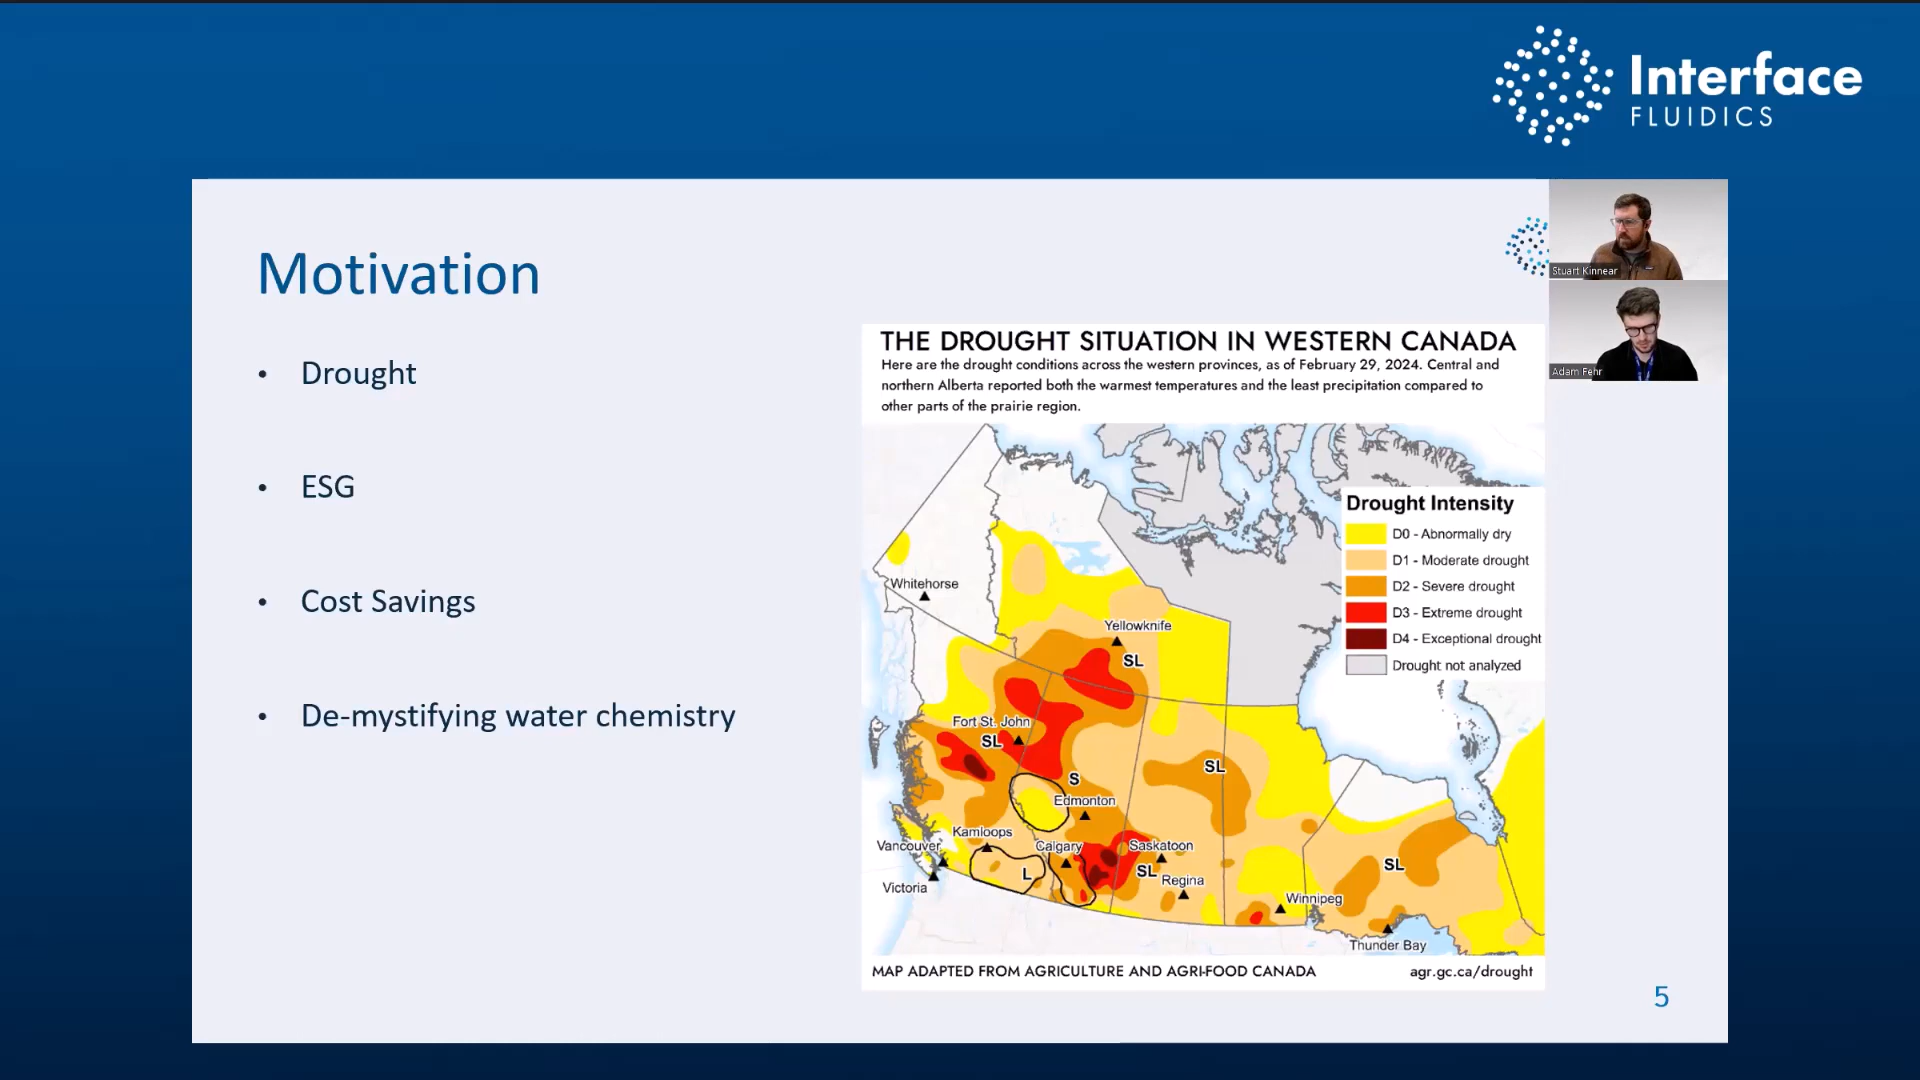 Interface
FLUIDICS
Motivation
• Drought
• ESG
• Cost Savings
• De-mystifying water chemistry
Stuart Kinnear
Adam Fehr
THE DROUGHT SITUATION IN WESTERN CANADA
Here are the drought conditions across the western provinces, as of February 29, 2024. Central and
northern Alberta reported both the warmest temperatures and the least precipitation compared to
other parts of the prairie region.
Drought Intensity
D0 - Abnormally dry
D1 - Moderate drought
D2 - Severe drought
D3 - Extreme drought
D4 - Exceptional drought
Drought not analyzed
Whitehorse
Yellowknife
SL
Fort St. John
SL
S
SL
Edmonton
Kamloops
Vancouver
Calgary
Saskatoon
SL
L
SL
Regina
Victoria
Winnipeg
Thunder Bay
MAP ADAPTED FROM AGRICULTURE AND AGRI-FOOD CANADA
agr.gc.ca/drought
5